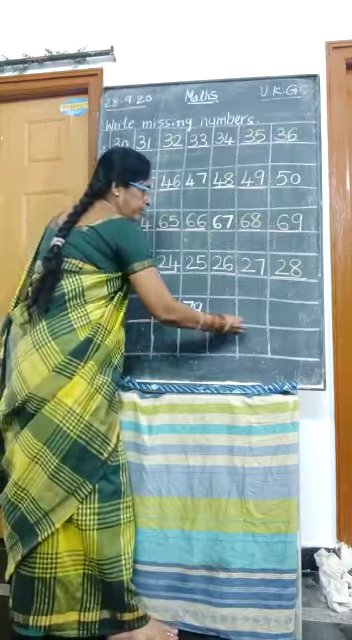 28-9-20 Maths U K G
Write missing numbers.
30 31 32 33 34 35 36
46 47 48 49 50
65 66 67 68 69
24 25 26 27 28
79